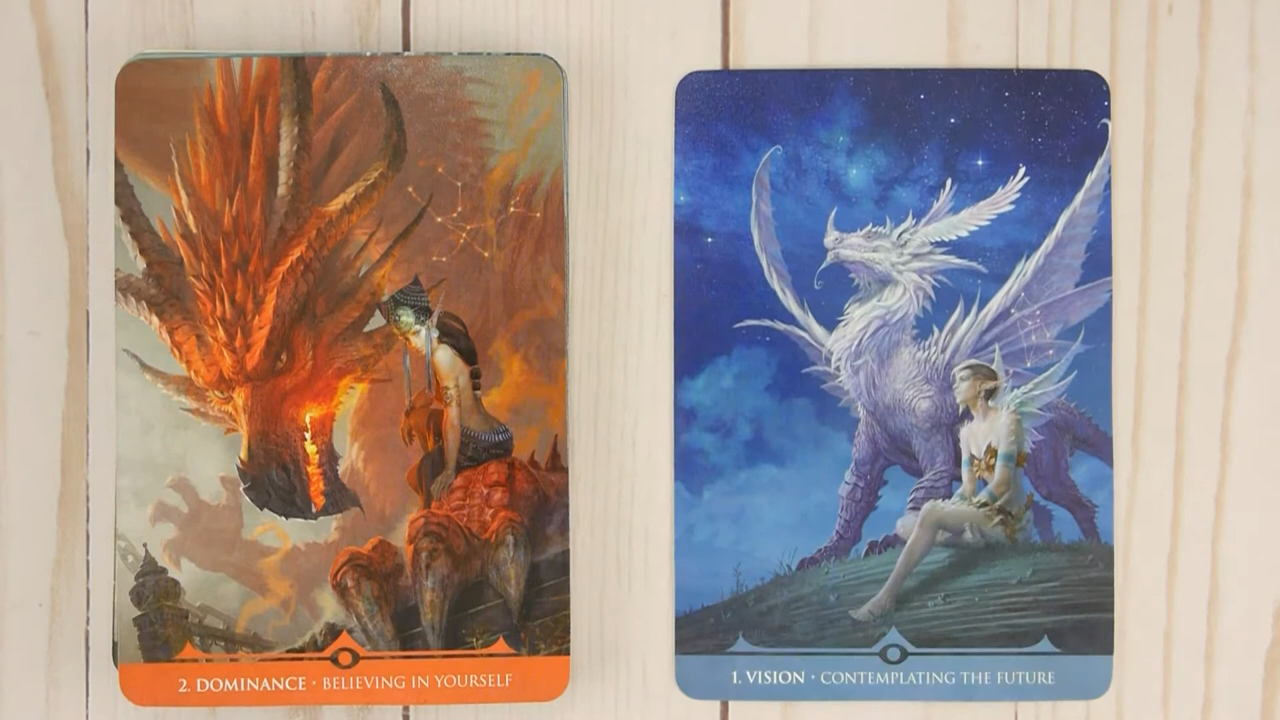 2. DOMINANCE · BELIEVING IN YOURSELF
1. VISION · CONTEMPLATING THE FUTURE